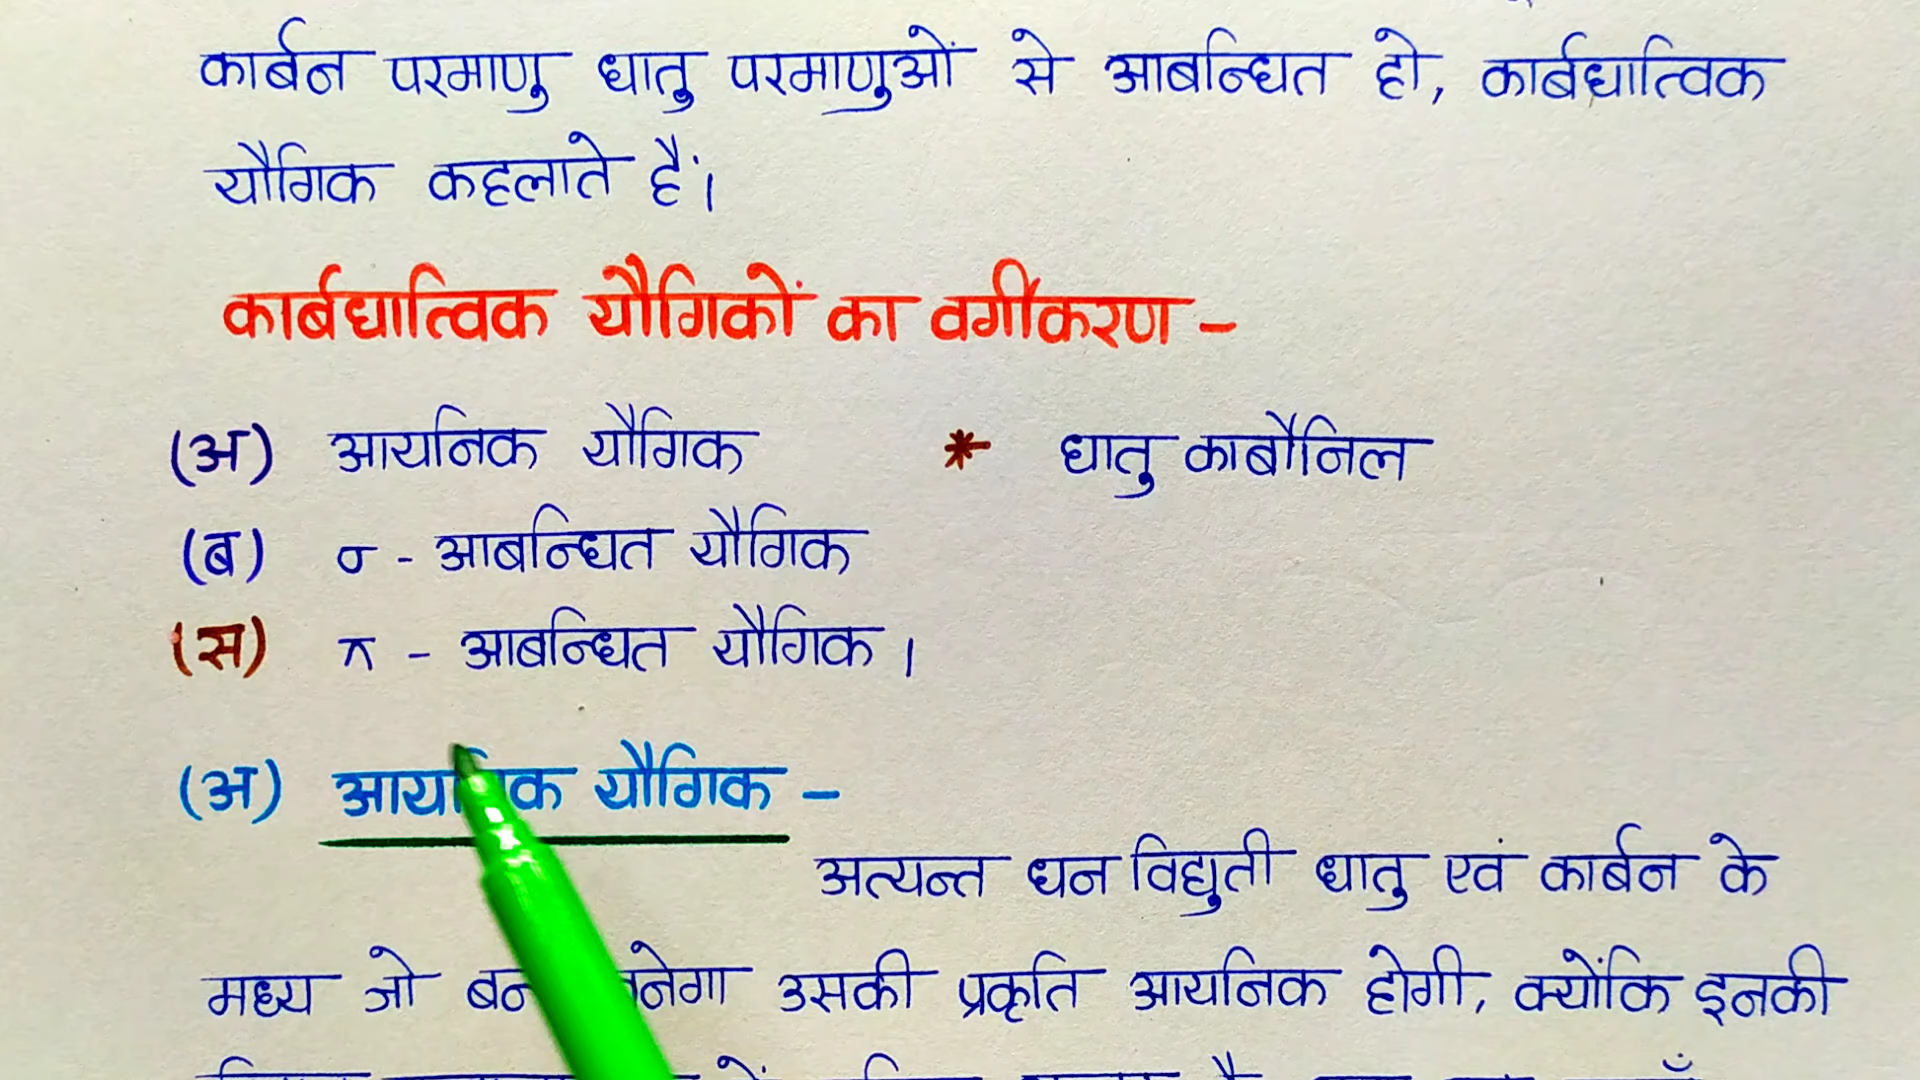 कार्बन परमाणु धातु परमाणुओं से आबन्धित हो, कार्बधात्विक
यौगिक कहलाते हैं।
कार्बधात्विक यौगिकों का वर्गीकरण -
(अ) आयनिक यौगिक * धातु कार्बोनिल
(ब) σ - आबन्धित यौगिक
(स) π - आबन्धित यौगिक।
(अ) यौगिक -
अत्यन्त धन विद्युती धातु एवं कार्बन के
मध्य जो उसकी प्रकृति आयनिक होगी, क्योंकि इनकी